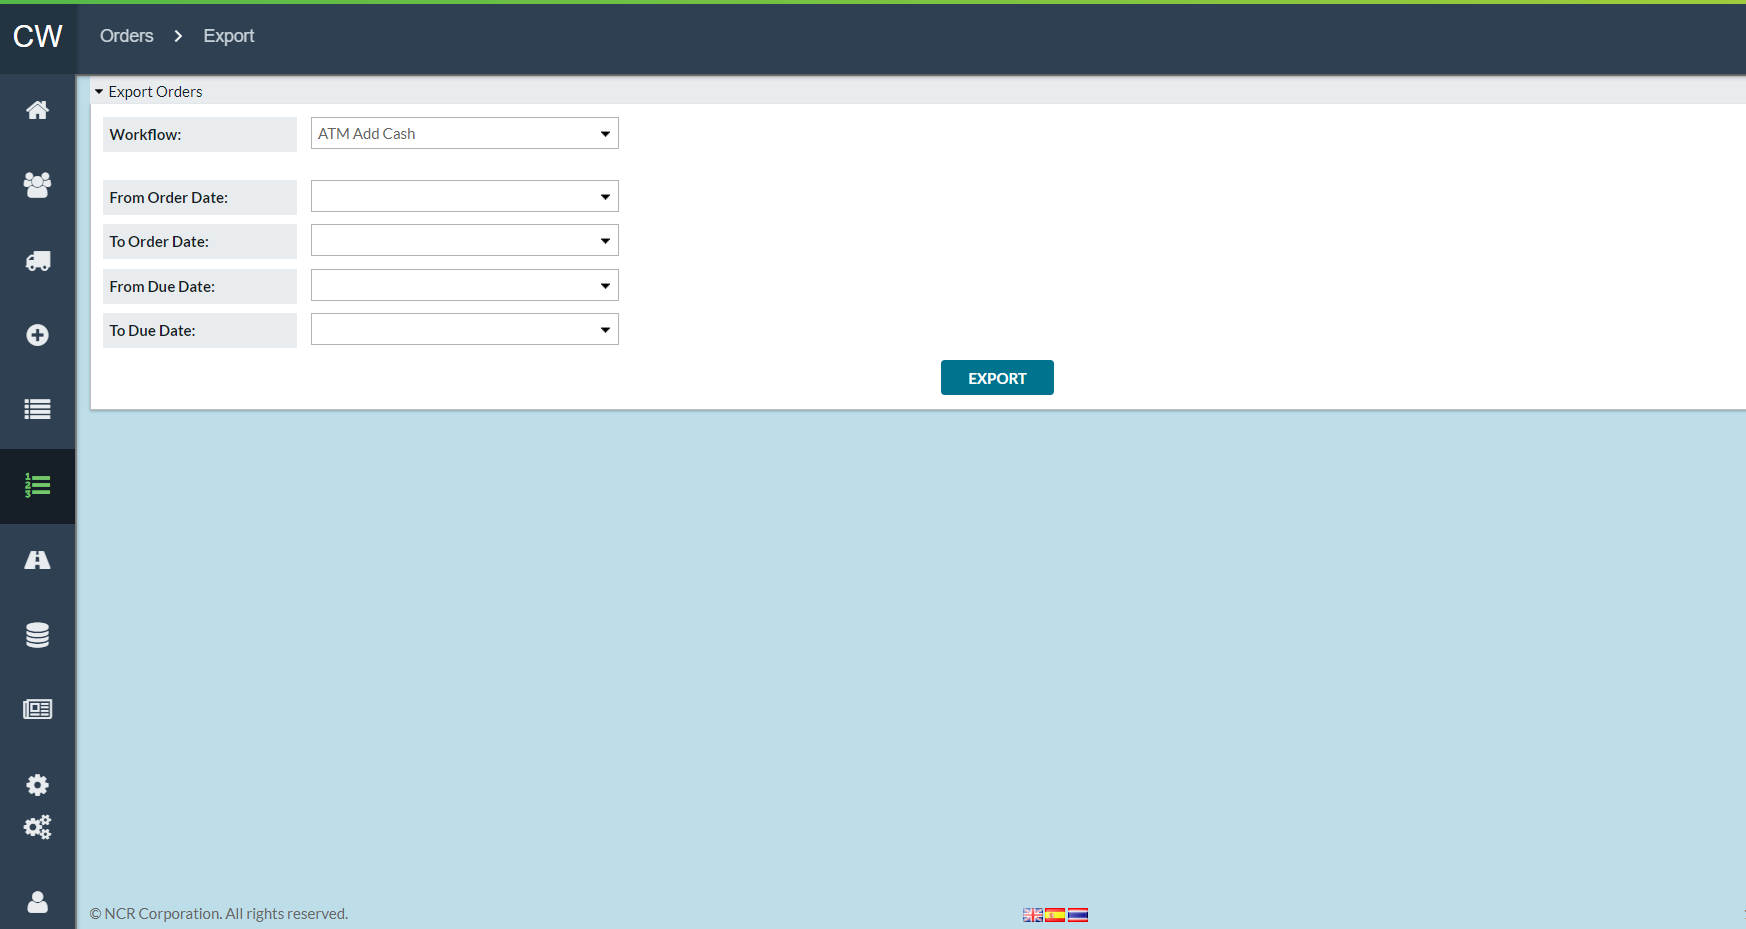 CW
Orders
Export
Export Orders
Workflow:
ATM Add Cash
From Order Date:
To Order Date:
From Due Date:
To Due Date:
EXPORT
© NCR Corporation. All rights reserved.